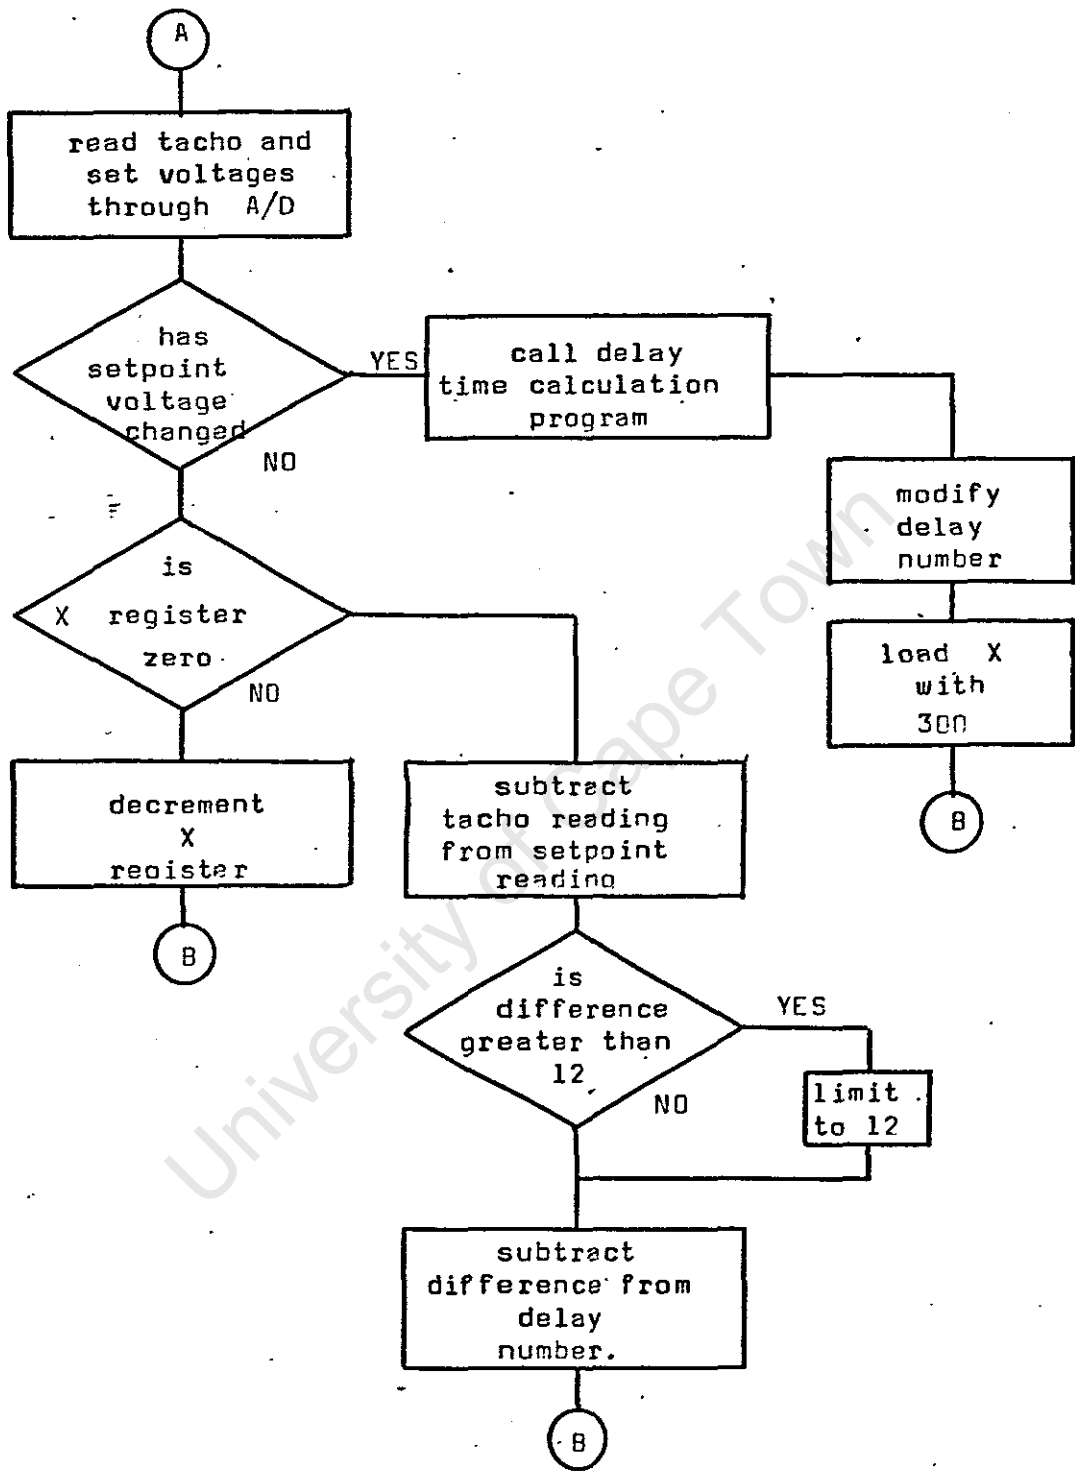 A
read tacho and
set voltages
through A/D
has
setpoint
voltage
changed
YES
NO
call delay
time calculation
program
modify
delay
number
load X
with
300
B
is
X register
zero
NO
decrement
X
register
B
subtract
tacho reading
from setpoint
reading
is
difference
greater than
12
YES
NO
limit
to 12
subtract
difference from
delay
number.
B
University of Cape Town